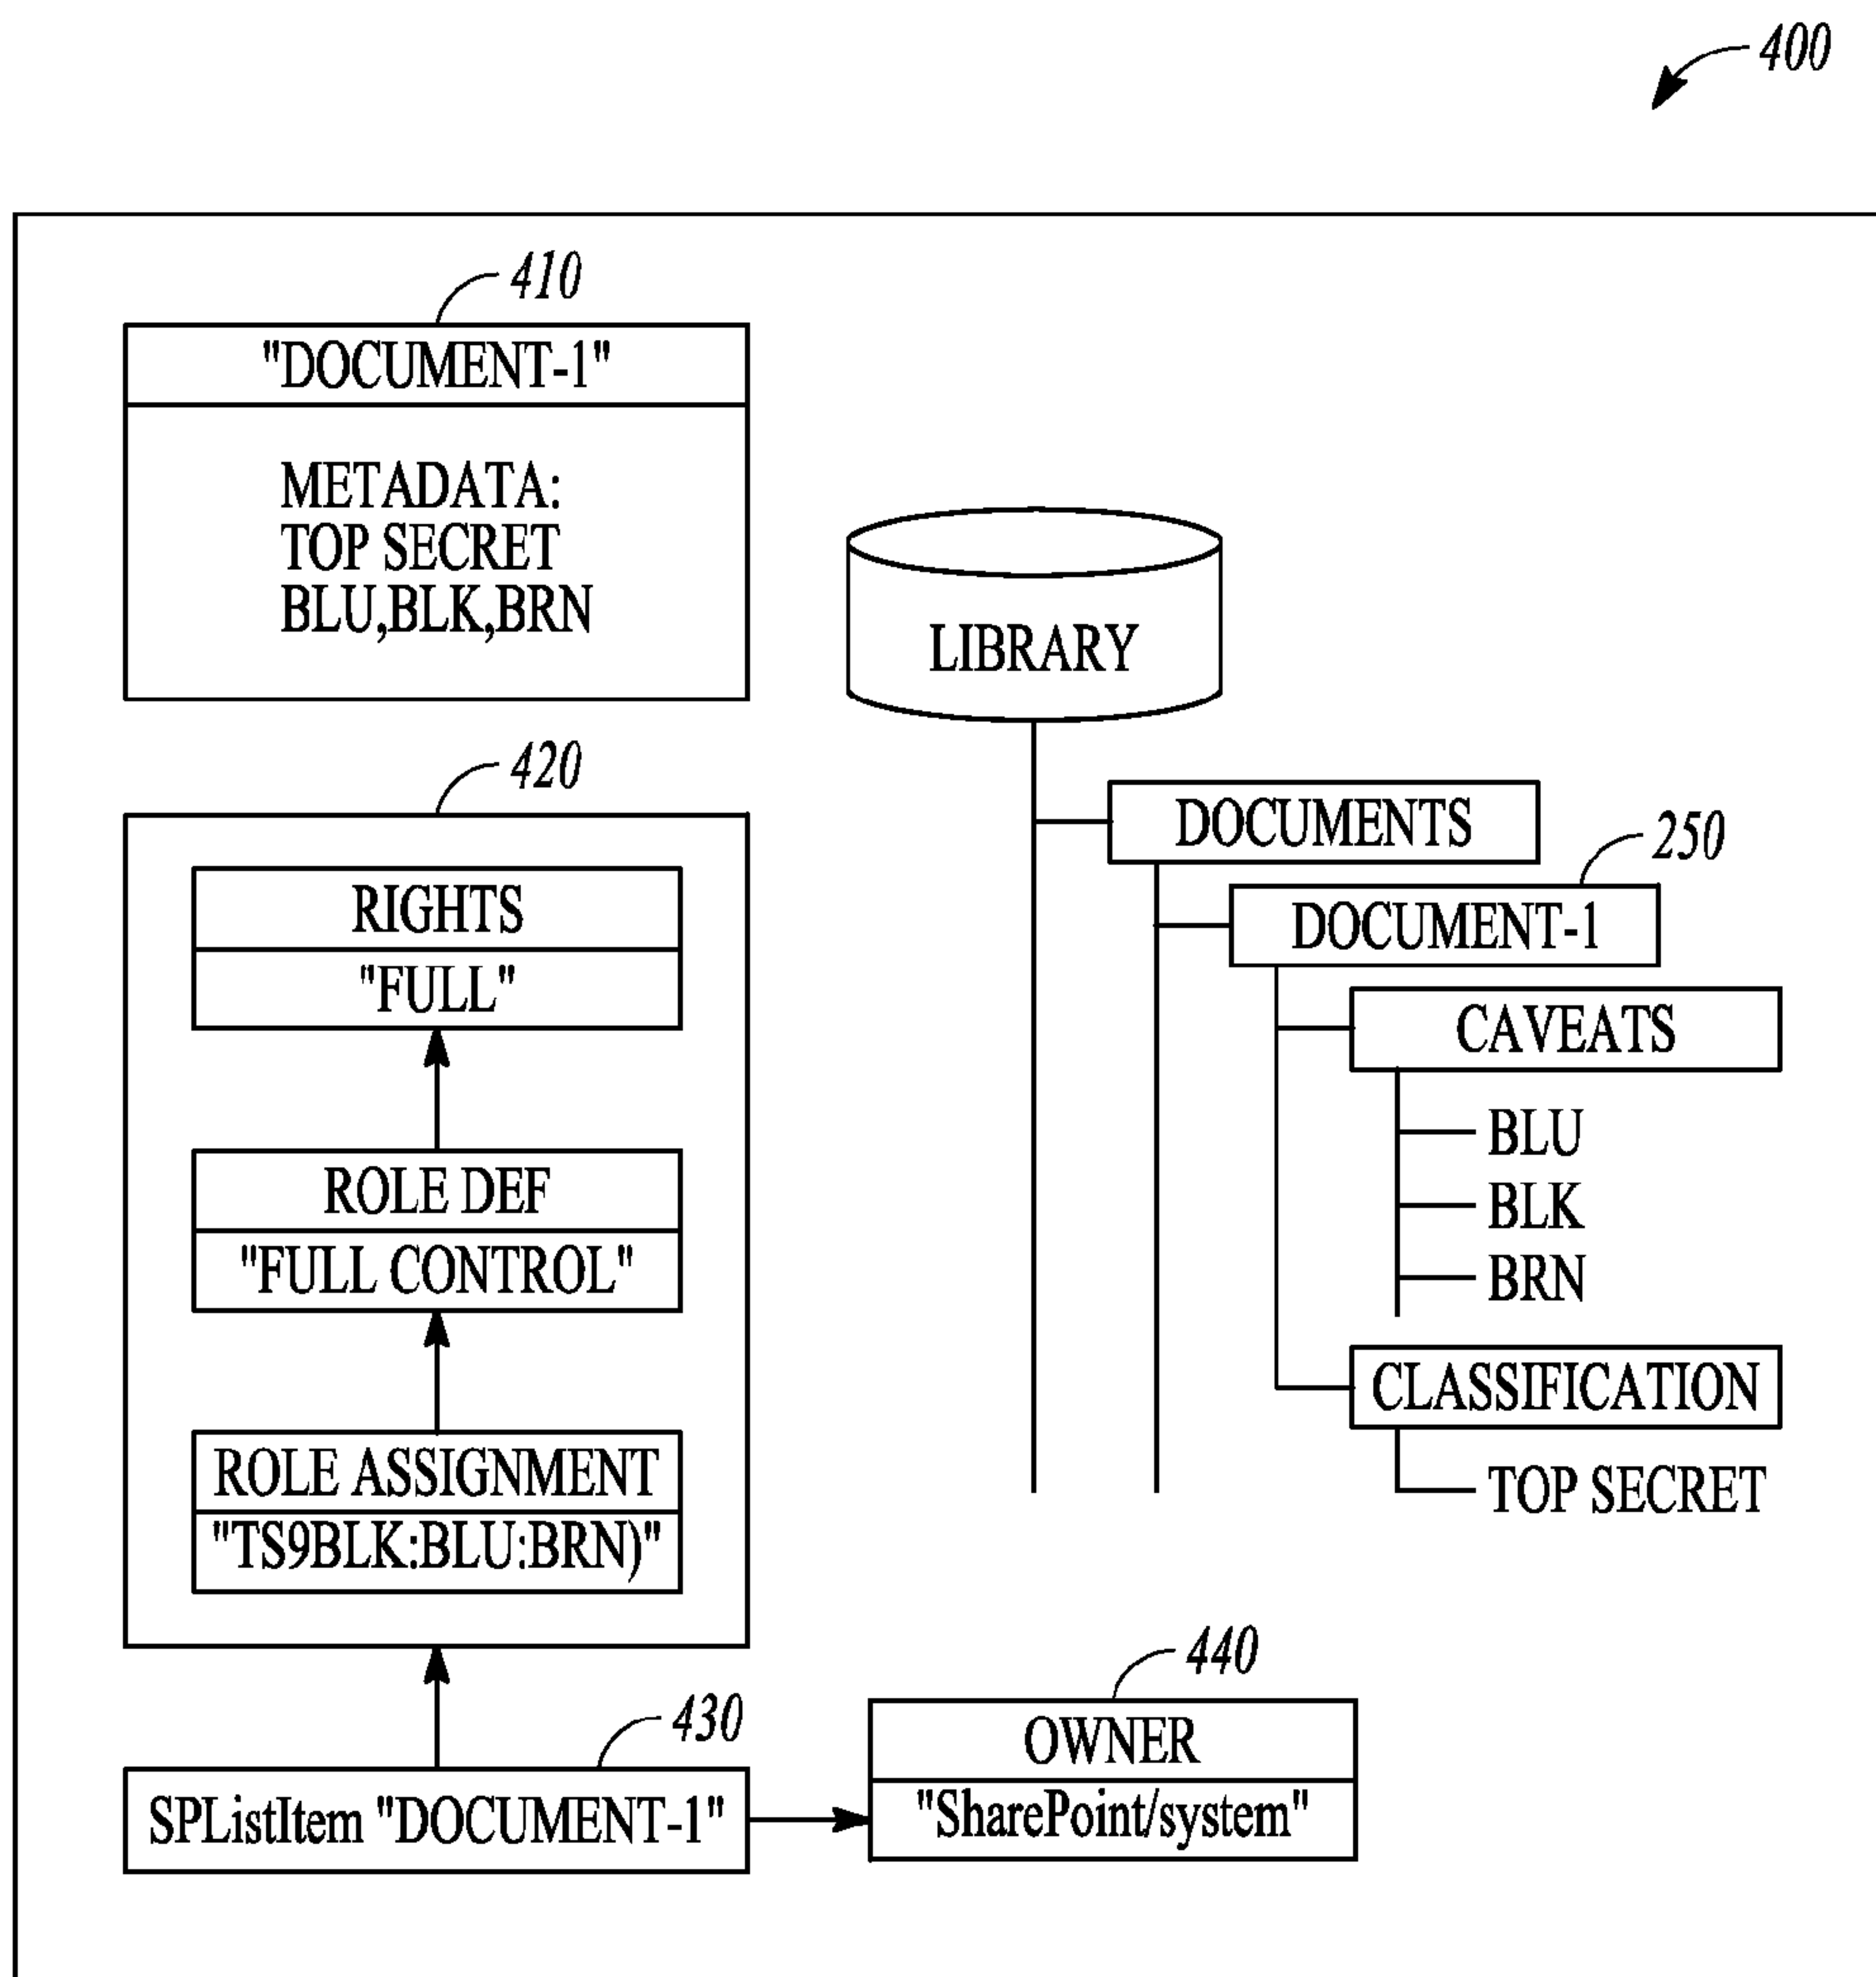 400
410
"DOCUMENT-1"
METADATA:
TOP SECRET
BLU,BLK,BRN
420
RIGHTS
"FULL"
ROLE DEF
"FULL CONTROL"
ROLE ASSIGNMENT
"TS9BLK:BLU:BRN)"
430
SPListItem "DOCUMENT-1"
440
OWNER
"SharePoint/system"
LIBRARY
DOCUMENTS
250
DOCUMENT-1
CAVEATS
BLU
BLK
BRN
CLASSIFICATION
TOP SECRET